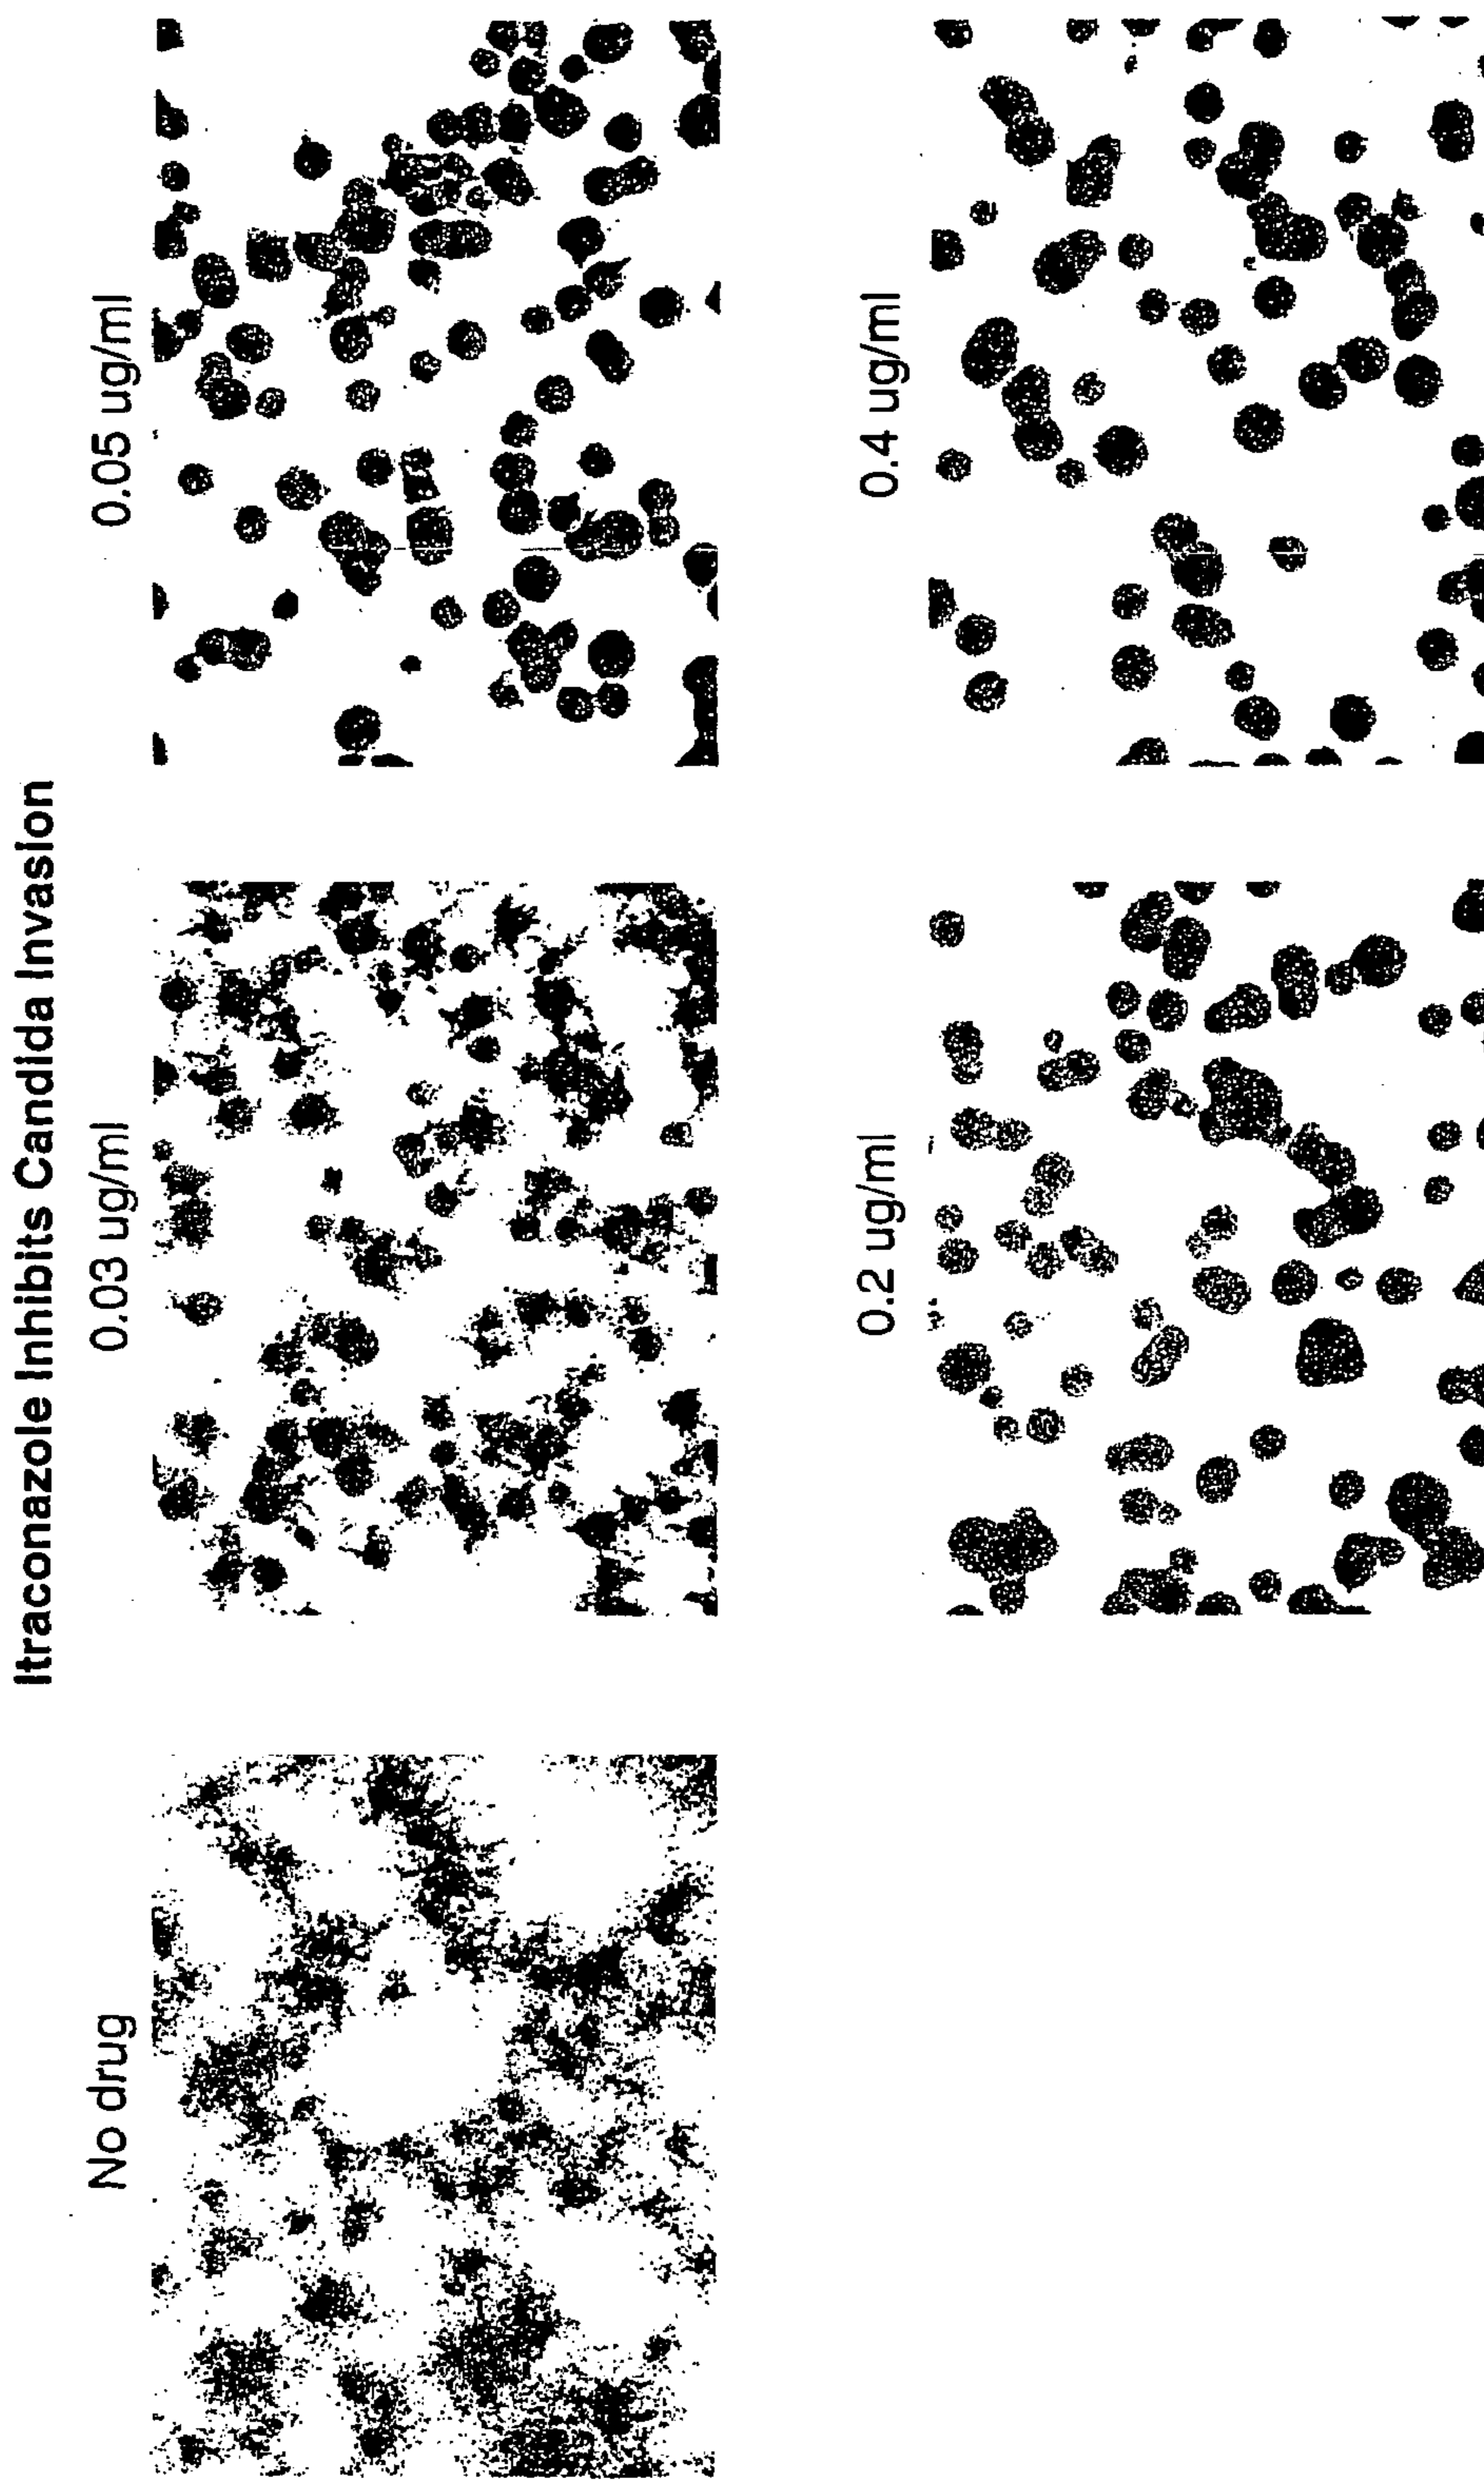 Itraconazole Inhibits Candida Invasion
No drug
0.03 ug/ml
0.05 ug/ml
0.2 ug/ml
0.4 ug/ml